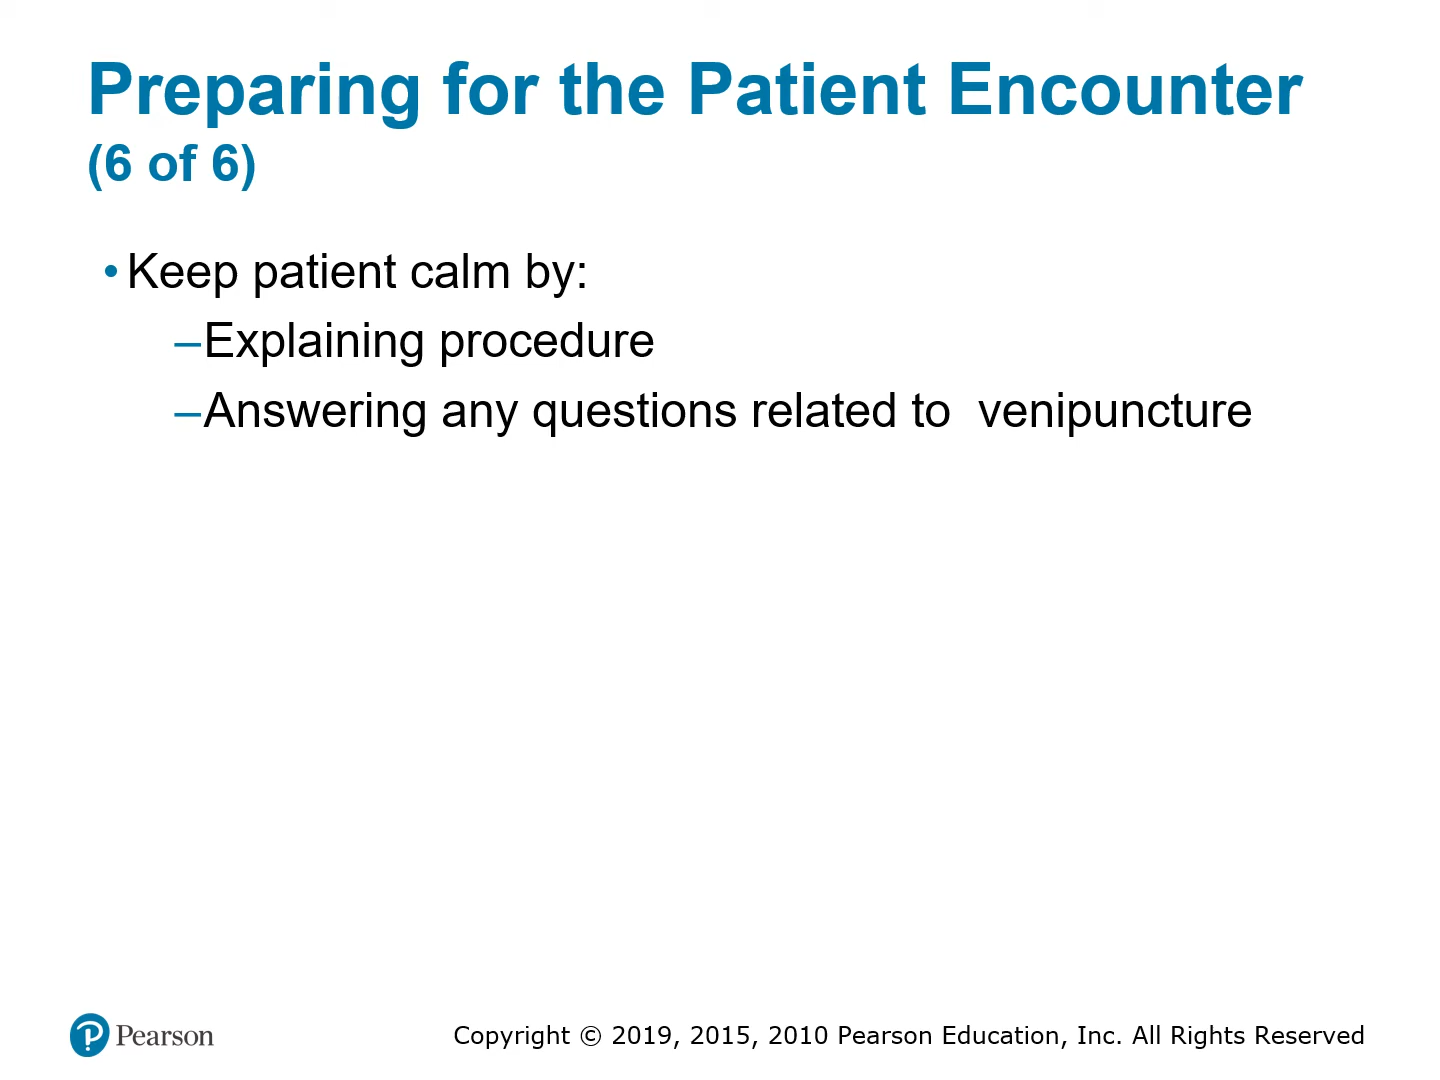 Preparing for the Patient Encounter
(6 of 6)
• Keep patient calm by:
–Explaining procedure
–Answering any questions related to  venipuncture
Pearson
Copyright © 2019, 2015, 2010 Pearson Education, Inc. All Rights Reserved